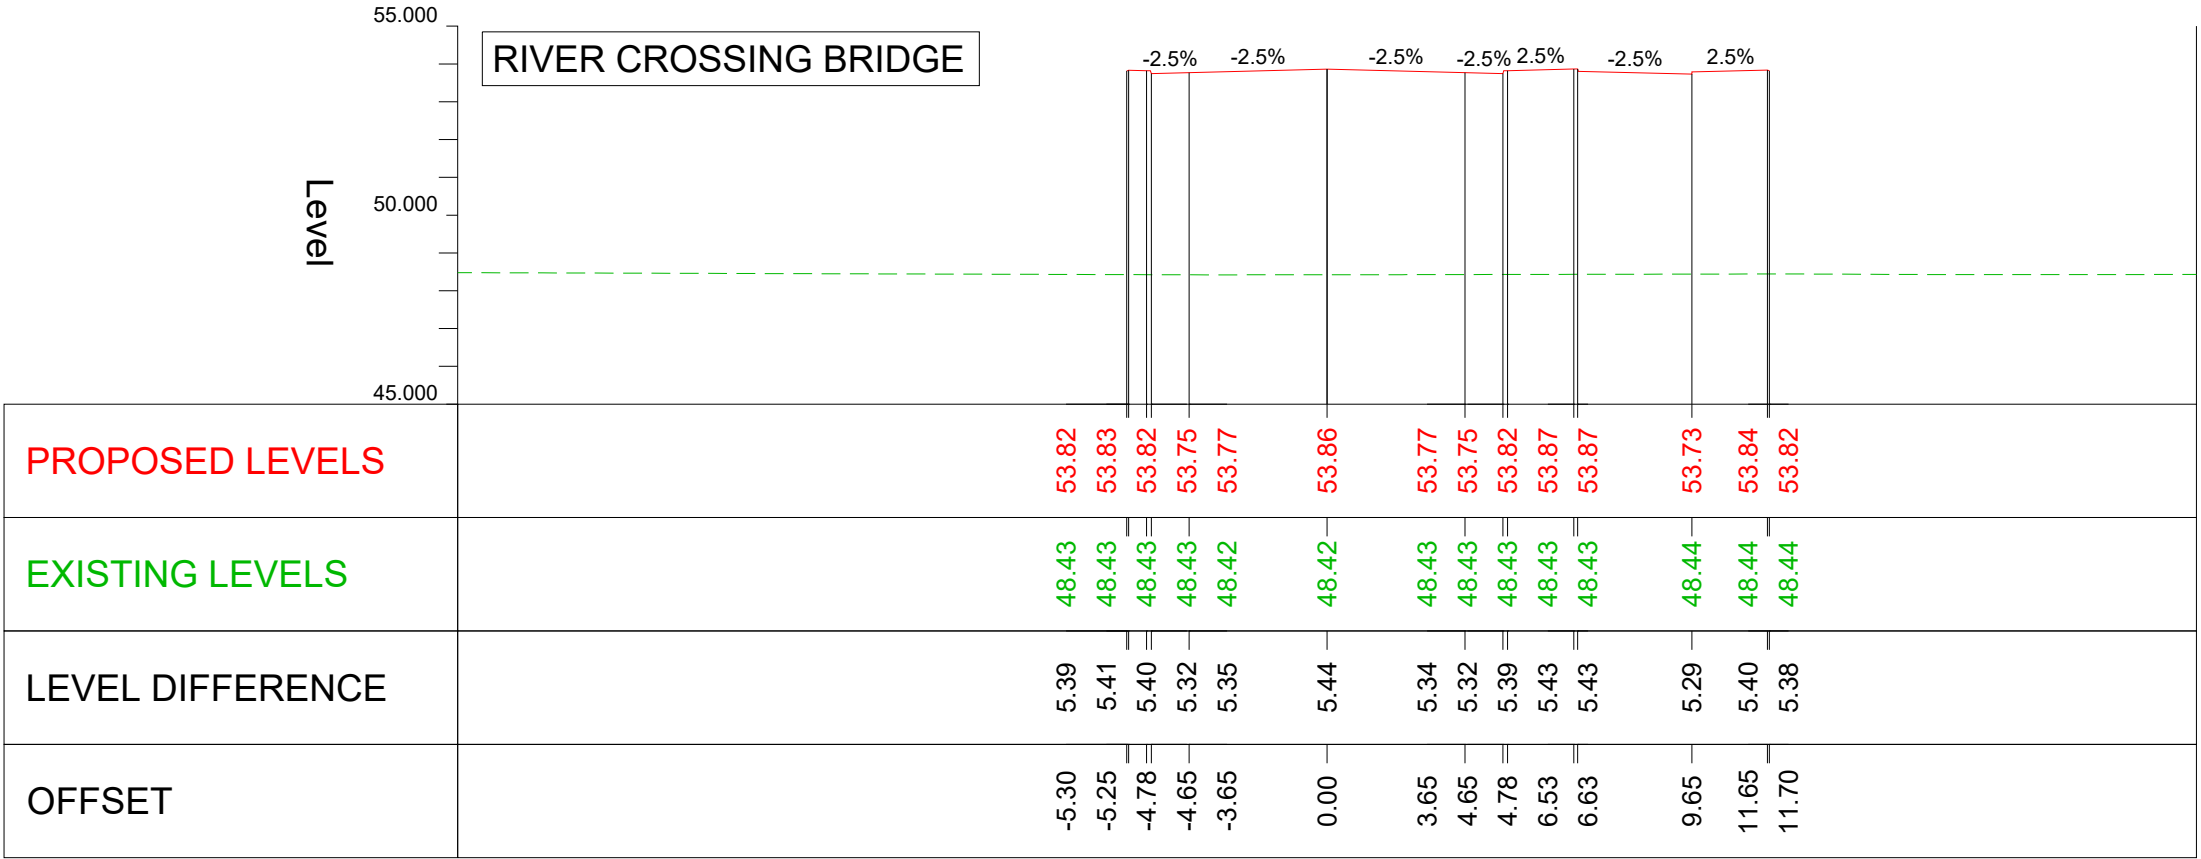 55.000
RIVER CROSSING BRIDGE
-2.5% -2.5% -2.5% -2.5% 2.5% -2.5% 2.5%
Level
50.000
45.000
PROPOSED LEVELS 53.82 53.83 53.82 53.75 53.77 53.86 53.77 53.75 53.82 53.87 53.87 53.73 53.84 53.82
EXISTING LEVELS 48.43 48.43 48.43 48.43 48.42 48.42 48.43 48.43 48.43 48.43 48.43 48.44 48.44 48.44
LEVEL DIFFERENCE 5.39 5.41 5.40 5.32 5.35 5.44 5.34 5.32 5.39 5.43 5.43 5.29 5.40 5.38
OFFSET -5.30 -5.25 -4.78 -4.65 -3.65 0.00 3.65 4.65 4.78 6.53 6.63 9.65 11.65 11.70